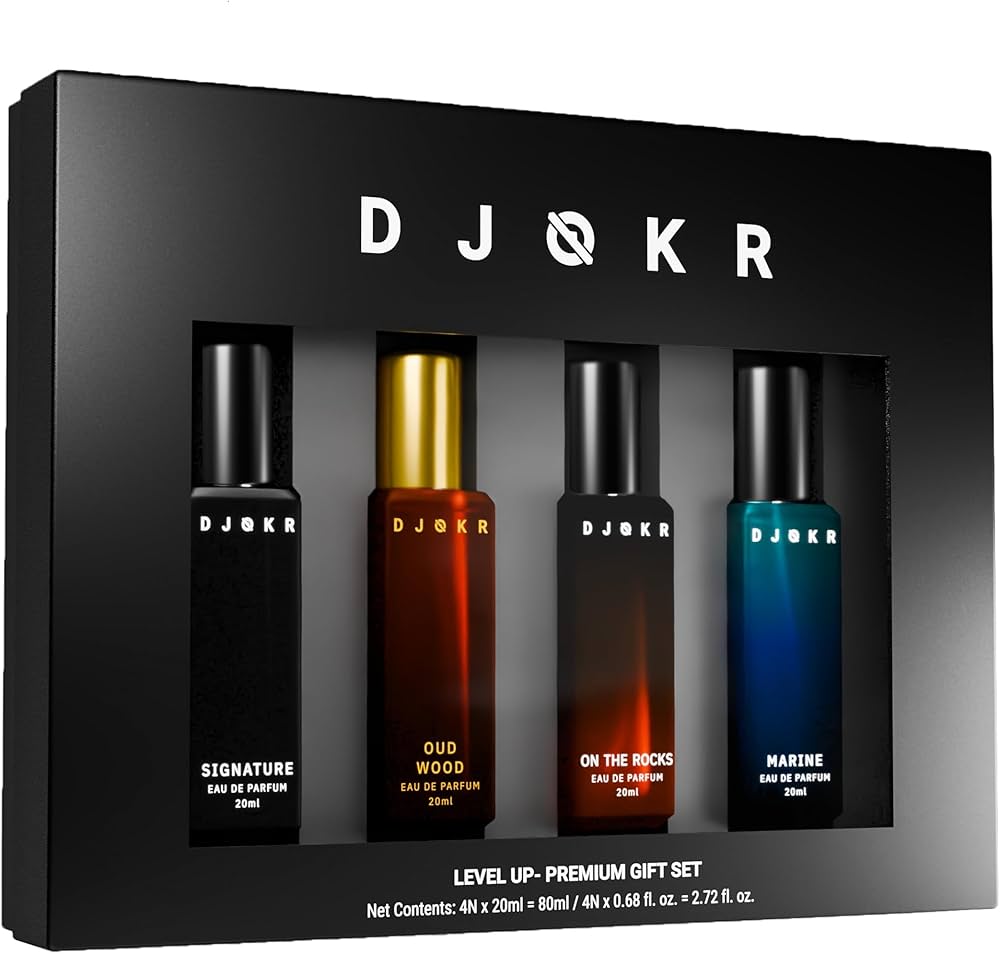 DJOKR
DJOKR
SIGNATURE
EAU DE PARFUM
20ml
DJOKR
OUD
WOOD
EAU DE PARFUM
20ml
DJOKR
ON THE ROCKS
EAU DE PARFUM
20ml
DJOKR
MARINE
EAU DE PARFUM
20ml
LEVEL UP- PREMIUM GIFT SET
Net Contents: 4N x 20ml = 80ml / 4N x 0.68 fl. oz. = 2.72 fl. oz.